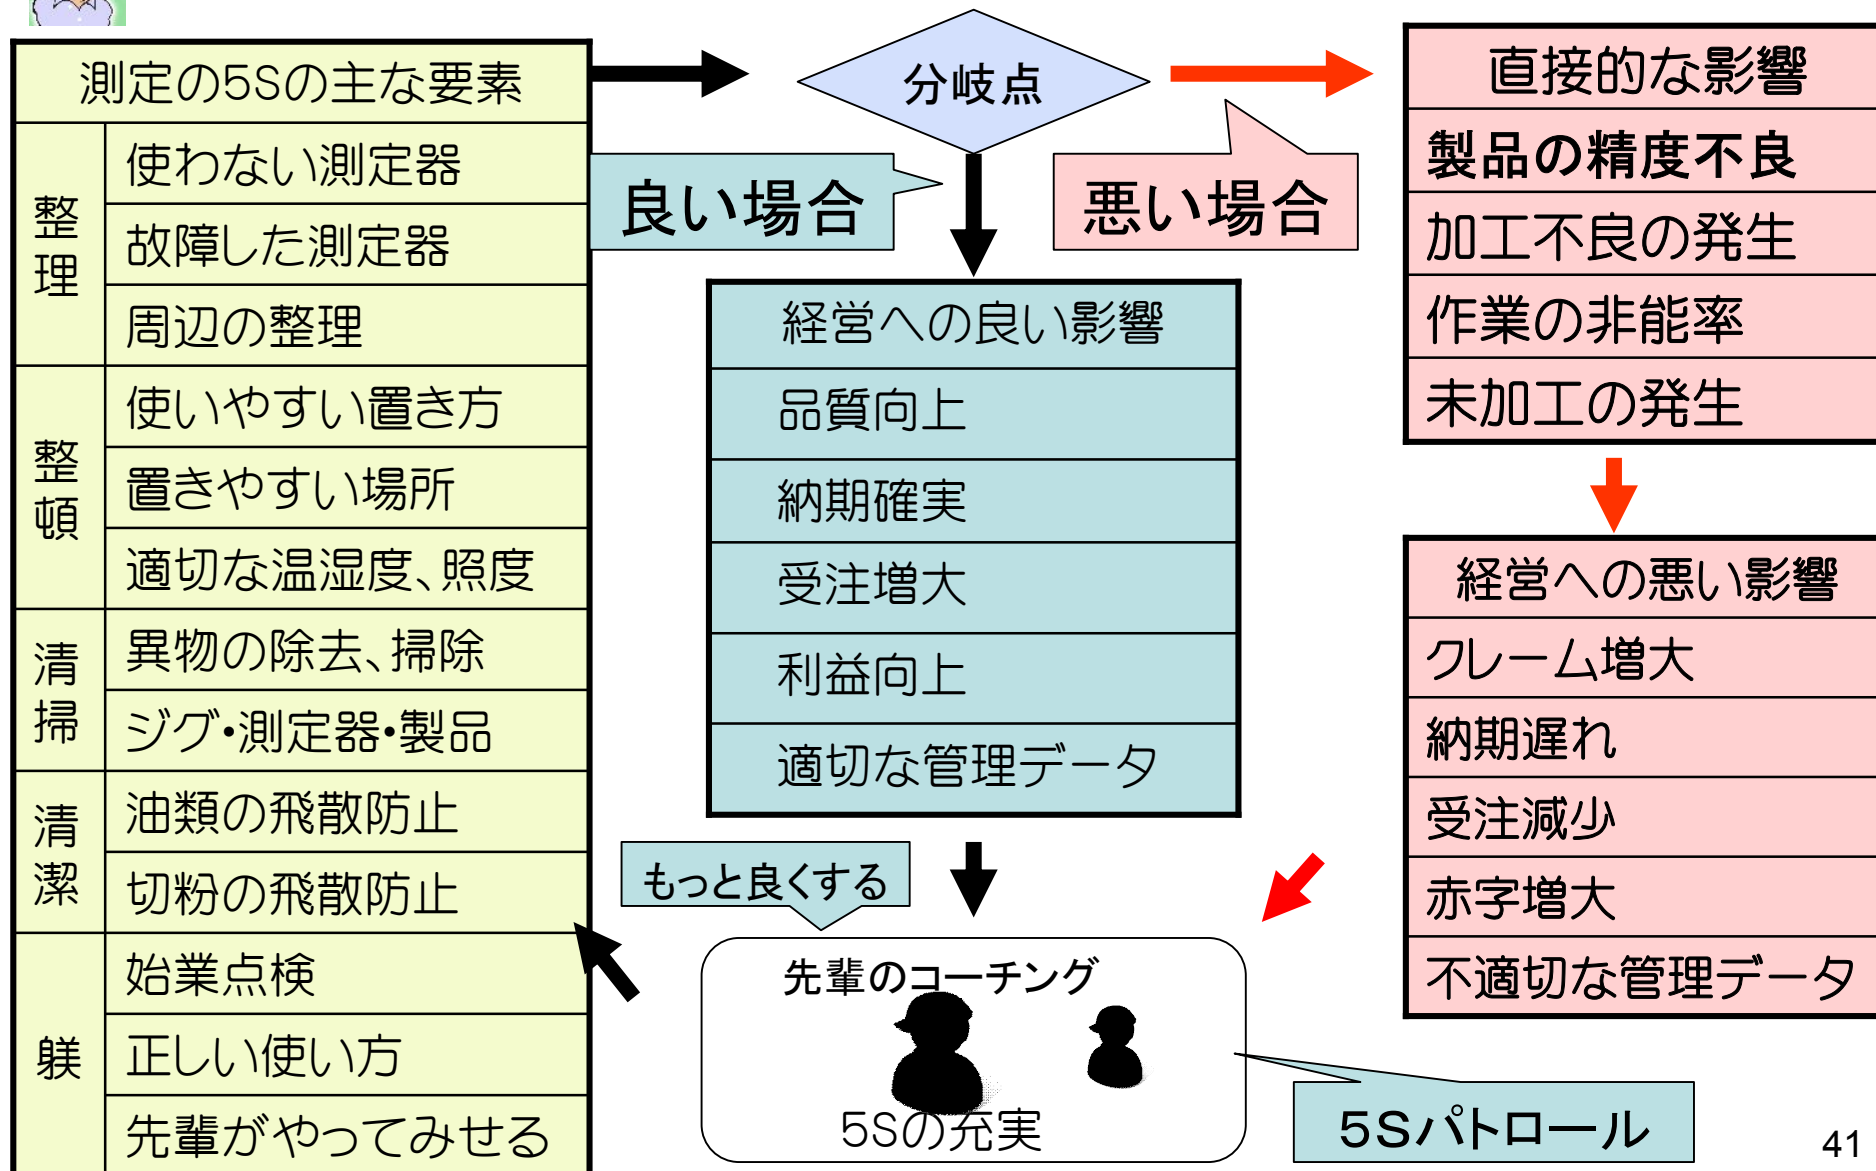 測定の5Sの主な要素
整理
使わない測定器
故障した測定器
周辺の整理
整頓
使いやすい置き方
置きやすい場所
適切な温湿度、照度
清掃
異物の除去、掃除
ジグ・測定器・製品
清潔
油類の飛散防止
切粉の飛散防止
躾
始業点検
正しい使い方
先輩がやってみせる
分岐点
良い場合
悪い場合
経営への良い影響
品質向上
納期確実
受注増大
利益向上
適切な管理データ
もっと良くする
先輩のコーチング
5Sの充実
5Sパトロール
直接的な影響
製品の精度不良
加工不良の発生
作業の非能率
未加工の発生
経営への悪い影響
クレーム増大
納期遅れ
受注減少
赤字増大
不適切な管理データ
41